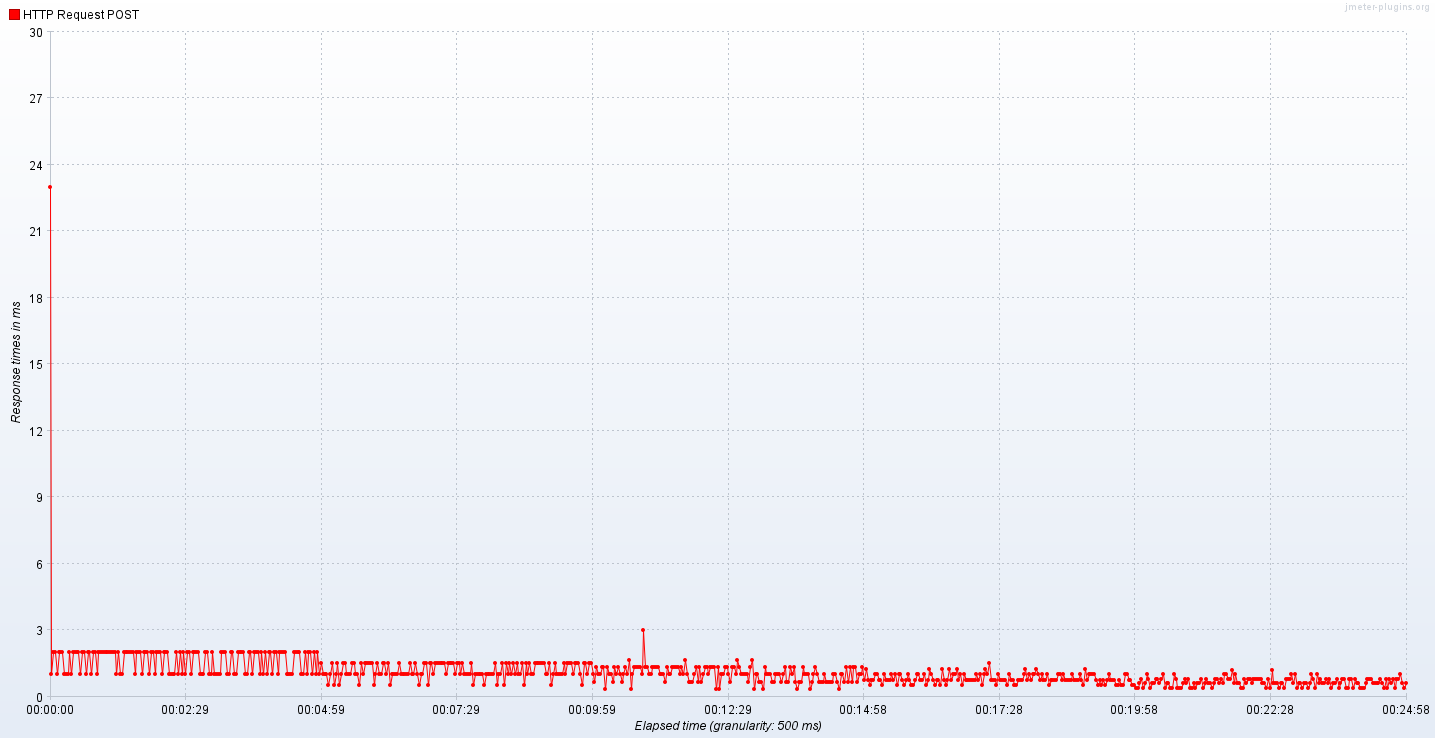 HTTP Request POST
jmeter-plugins.org
30
27
24
21
18
15
12
9
6
3
0
Response times in ms
00:00:00 00:02:29 00:04:59 00:07:29 00:09:59 00:12:29 00:14:58 00:17:28 00:19:58 00:22:28 00:24:58
Elapsed time (granularity: 500 ms)